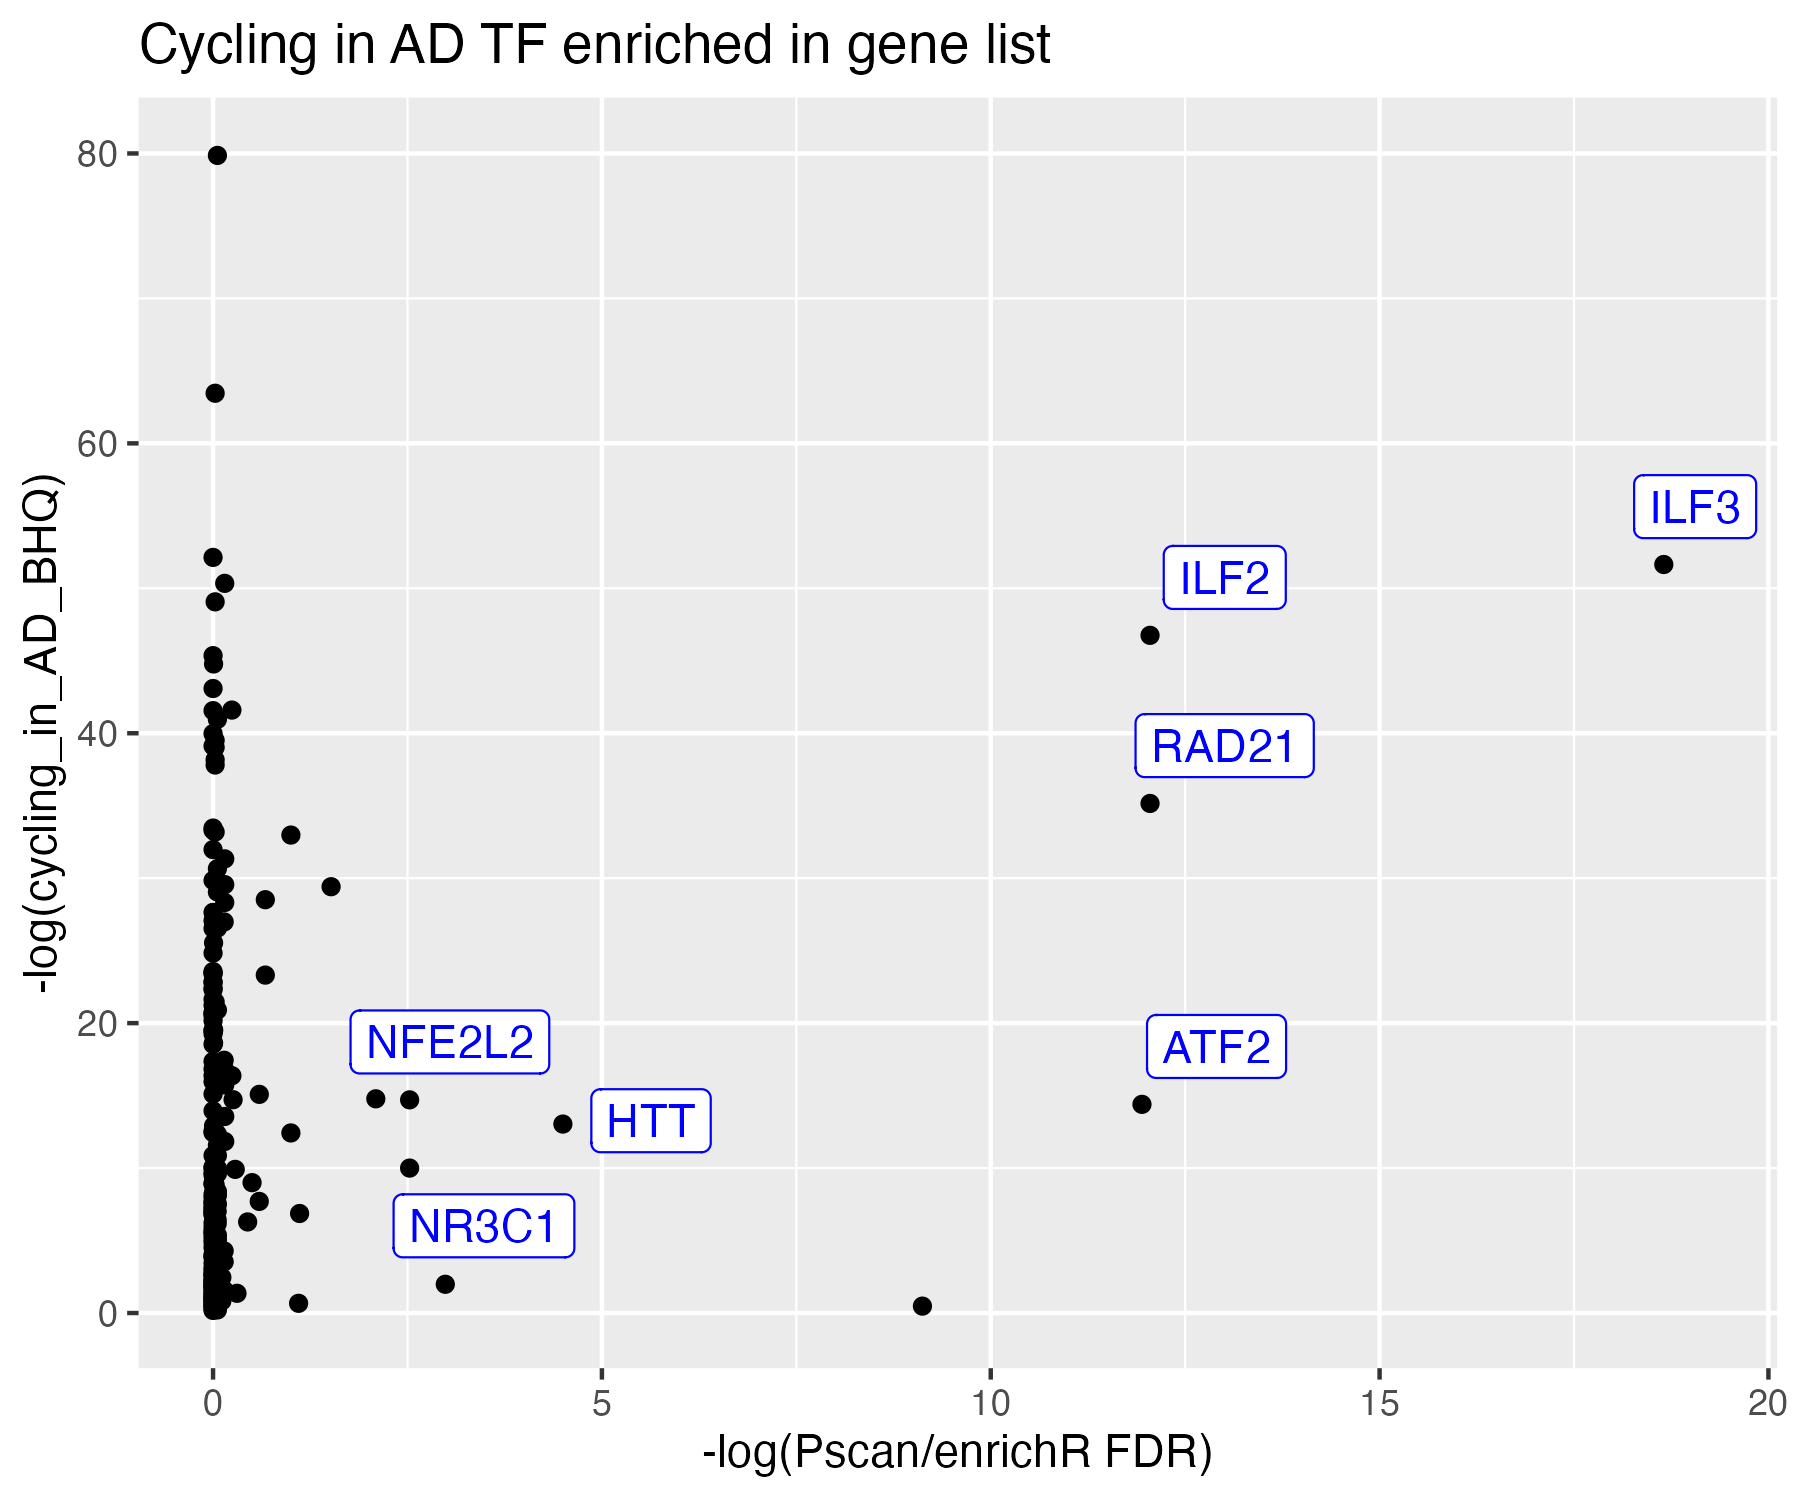 Cycling in AD TF enriched in gene list
-log(cycling_in_AD_BHQ)
80
60
40
20
0
ILF3
ILF2
RAD21
NFE2L2
ATF2
HTT
NR3C1
0 5 10 15 20
-log(Pscan/enrichR FDR)